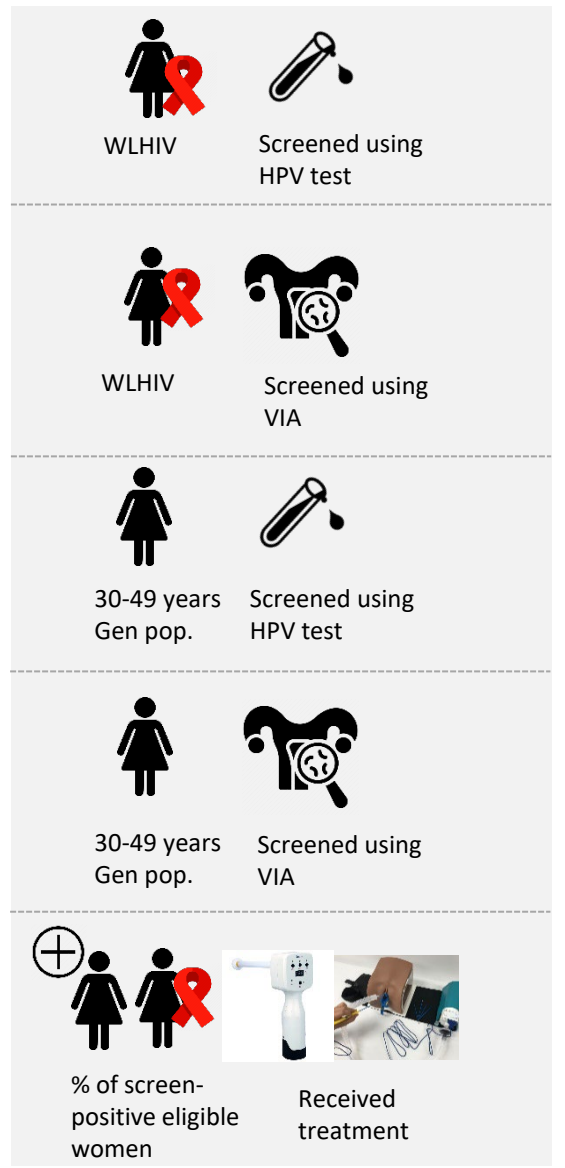 WLHIV
Screened using
HPV test
WLHIV
Screened using
VIA
30-49 years
Gen pop.
Screened using
HPV test
30-49 years
Gen pop.
Screened using
VIA
% of screen-
positive eligible
women
Received
treatment